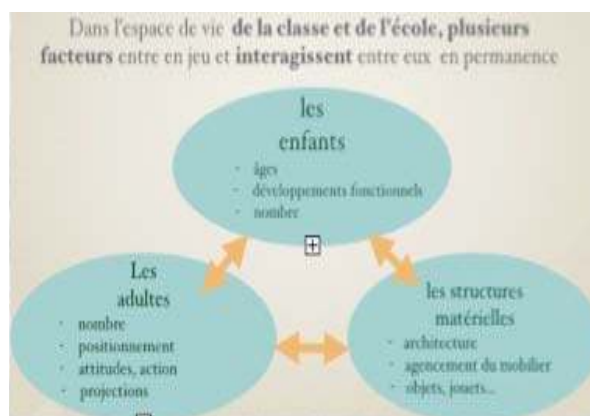 Dans l'espace de vie de la classe et de l'école, plusieurs
facteurs entre en jeu et interagissent entre eux en permanence
les
enfants
- âges
- développements fonctionnels
- nombre
Les
adultes
- nombre
- positionnement
- attitudes, action
- projections
les structures
matérielles
- architecture
- agencement du mobilier
- objets, jouets...